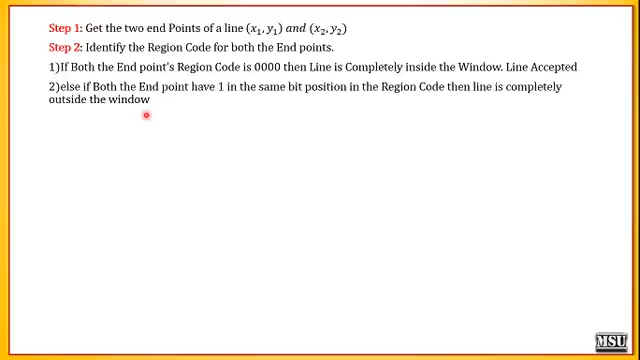 Step 1: Get the two end Points of a line (x₁, y₁) and (x₂, y₂)
Step 2: Identify the Region Code for both the End points.
1)If Both the End point's Region Code is 0000 then Line is Completely inside the Window. Line Accepted
2)else if Both the End point have 1 in the same bit position in the Region Code then line is completely
outside the window
MSU